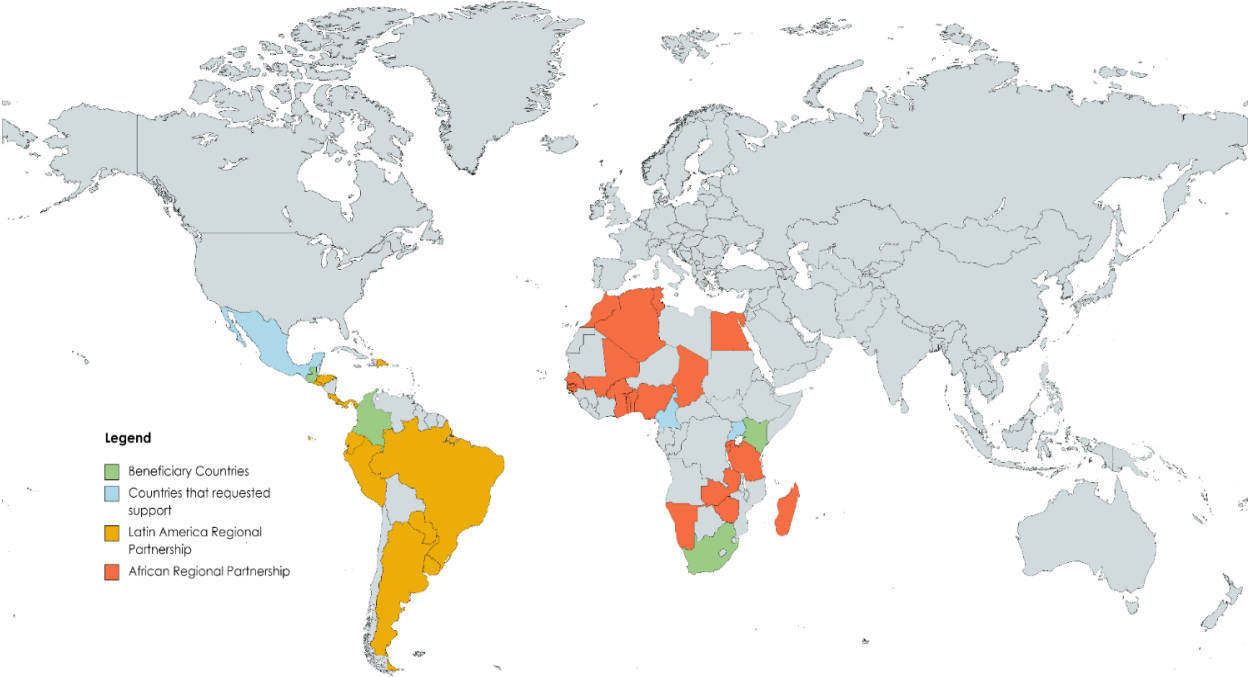 Legend
Beneficiary Countries
Countries that requested
support
Latin America Regional
Partnership
African Regional Partnership